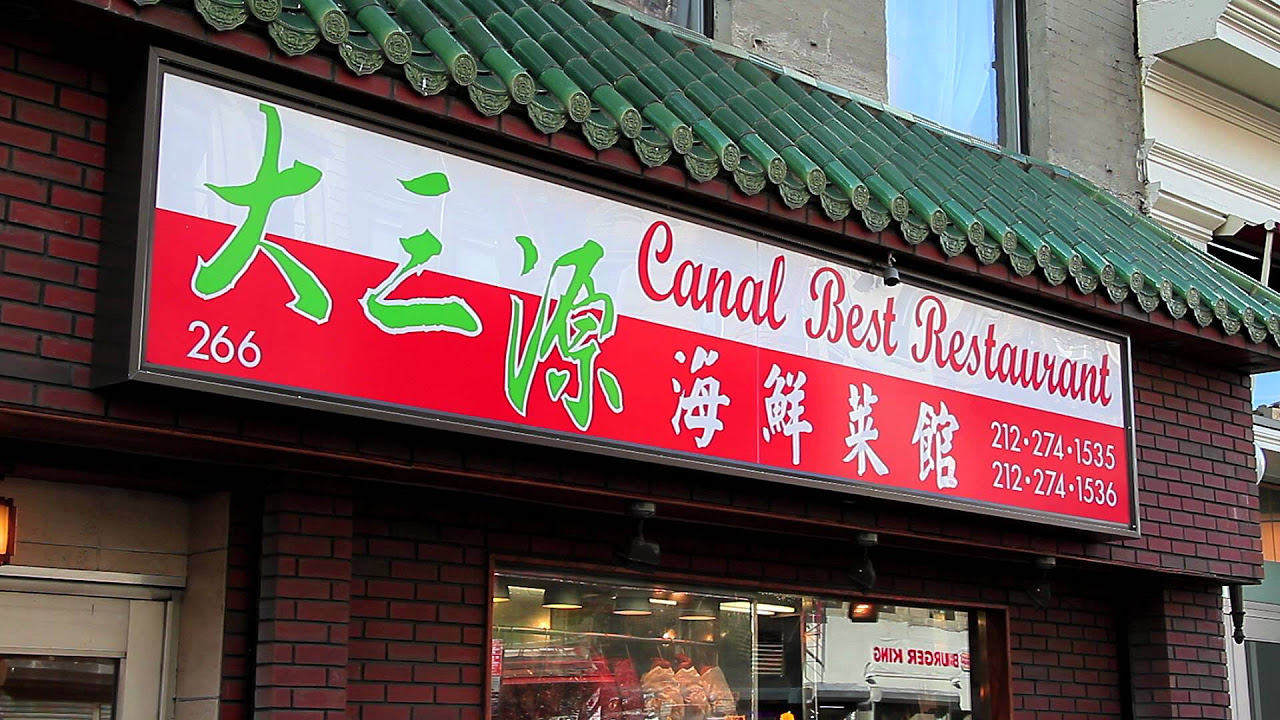 大三源
Canal Best Restaurant
266
海鮮菜館
212·274·1535
212·274·1536
BURGER KING